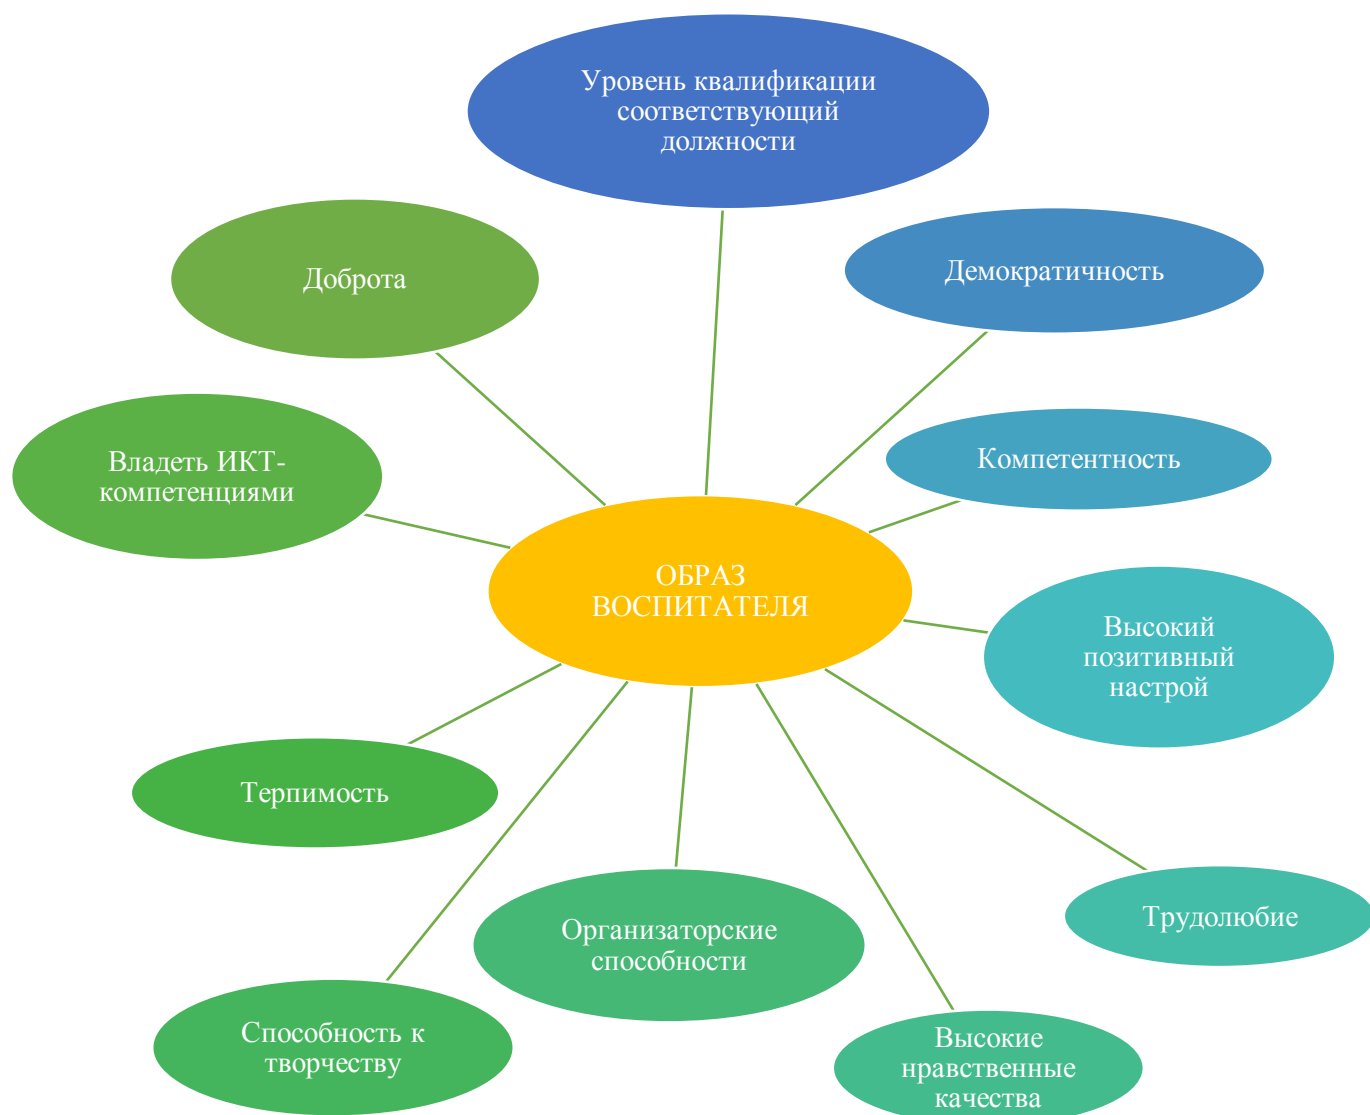 Уровень квалификации
соответствующий
должности
Доброта
Демократичность
Владеть ИКТ-
компетенциями
Компетентность
ОБРАЗ
ВОСПИТАТЕЛЯ
Высокий
позитивный
настрой
Терпимость
Организаторские
способности
Трудолюбие
Способность к
творчеству
Высокие
нравственные
качества